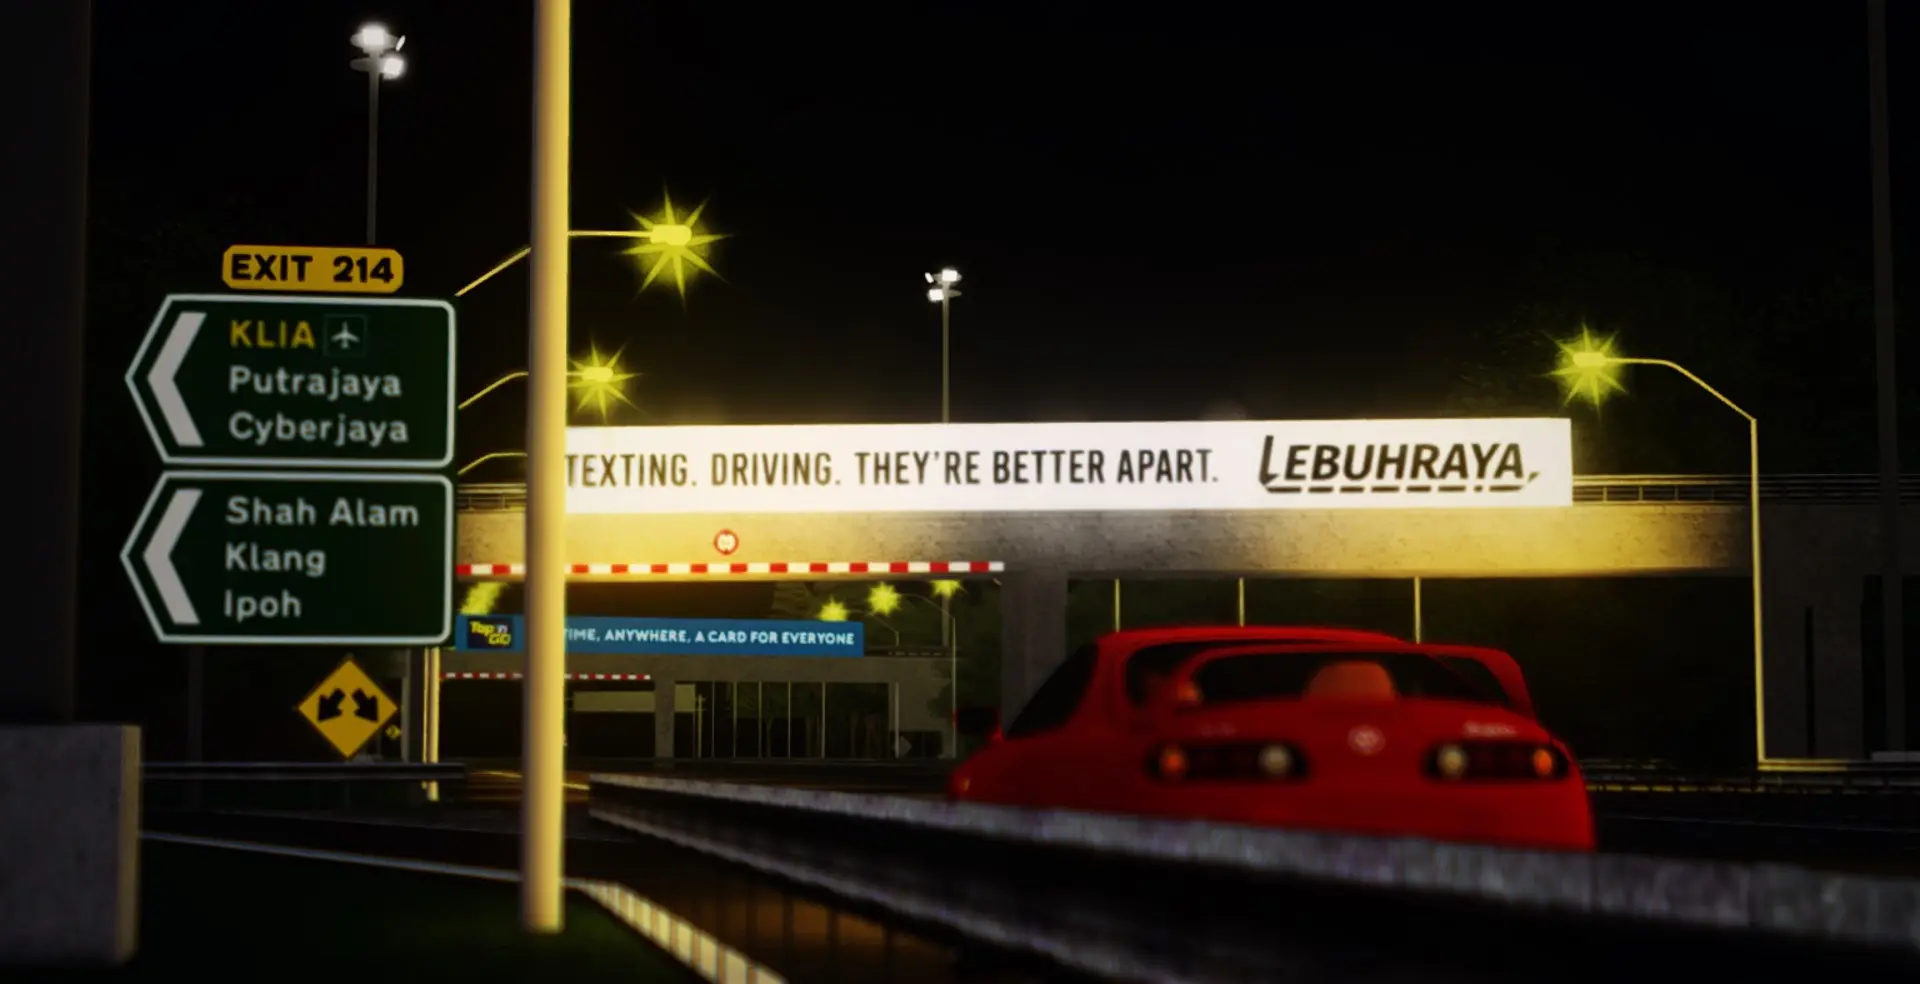 EXIT 214
KLIA
Putrajaya
Cyberjaya
Shah Alam
Klang
Ipoh
TEXTING. DRIVING. THEY'RE BETTER APART.
LEBUHRAYA
ANYWHERE, A CARD FOR EVERYONE